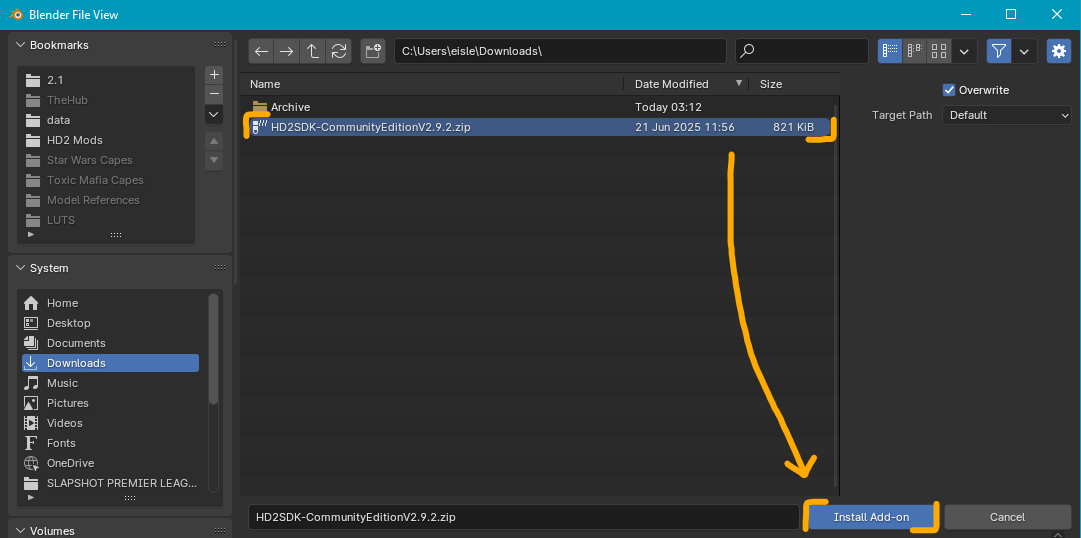 Blender File View
Bookmarks
2.1
TheHub
data
HD2 Mods
Star Wars Capes
Toxic Mafia Capes
Model References
LUTS
System
Home
Desktop
Documents
Downloads
Music
Pictures
Videos
Fonts
OneDrive
SLAPSHOT PREMIER LEAG...
Volumes
C:\Users\eisle\Downloads\
Name Date Modified Size
Archive Today 03:12
HD2SDK-CommunityEditionV2.9.2.zip 21 Jun 2025 11:56 821 KiB
Overwrite
Target Path Default
HD2SDK-CommunityEditionV2.9.2.zip
Install Add-on
Cancel